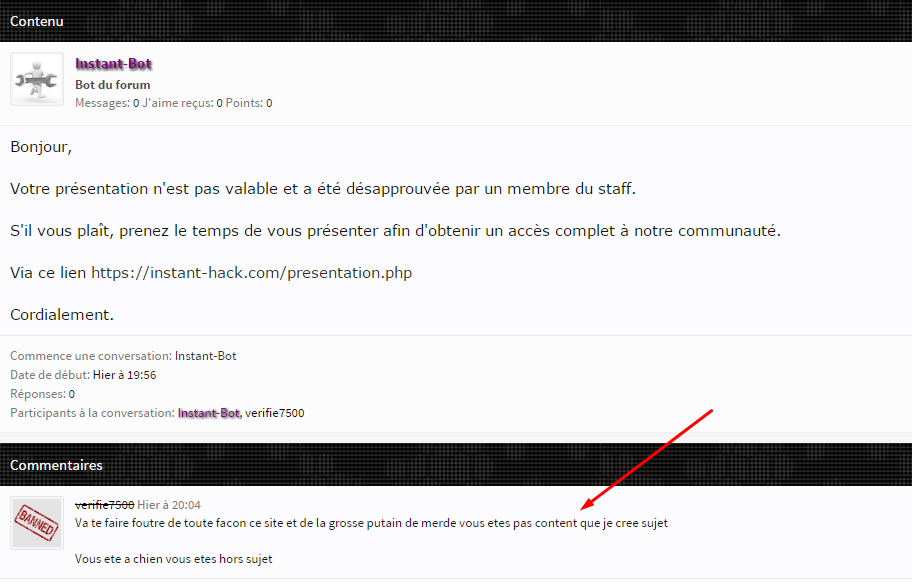 Contenu
Instant-Bot
Bot du forum
Messages: 0 J'aime reçus: 0 Points: 0
Bonjour,
Votre présentation n'est pas valable et a été désapprouvée par un membre du staff.
S'il vous plaît, prenez le temps de vous présenter afin d'obtenir un accès complet à notre communauté.
Via ce lien https://instant-hack.com/presentation.php
Cordialement.
Commence une conversation: Instant-Bot
Date de début: Hier à 19:56
Réponses: 0
Participants à la conversation: Instant-Bot, verifie7500
Commentaires
BANNED
verifie7500 Hier à 20:04
Va te faire foutre de toute facon ce site et de la grosse putain de merde vous etes pas content que je cree sujet
Vous ete a chien vous etes hors sujet